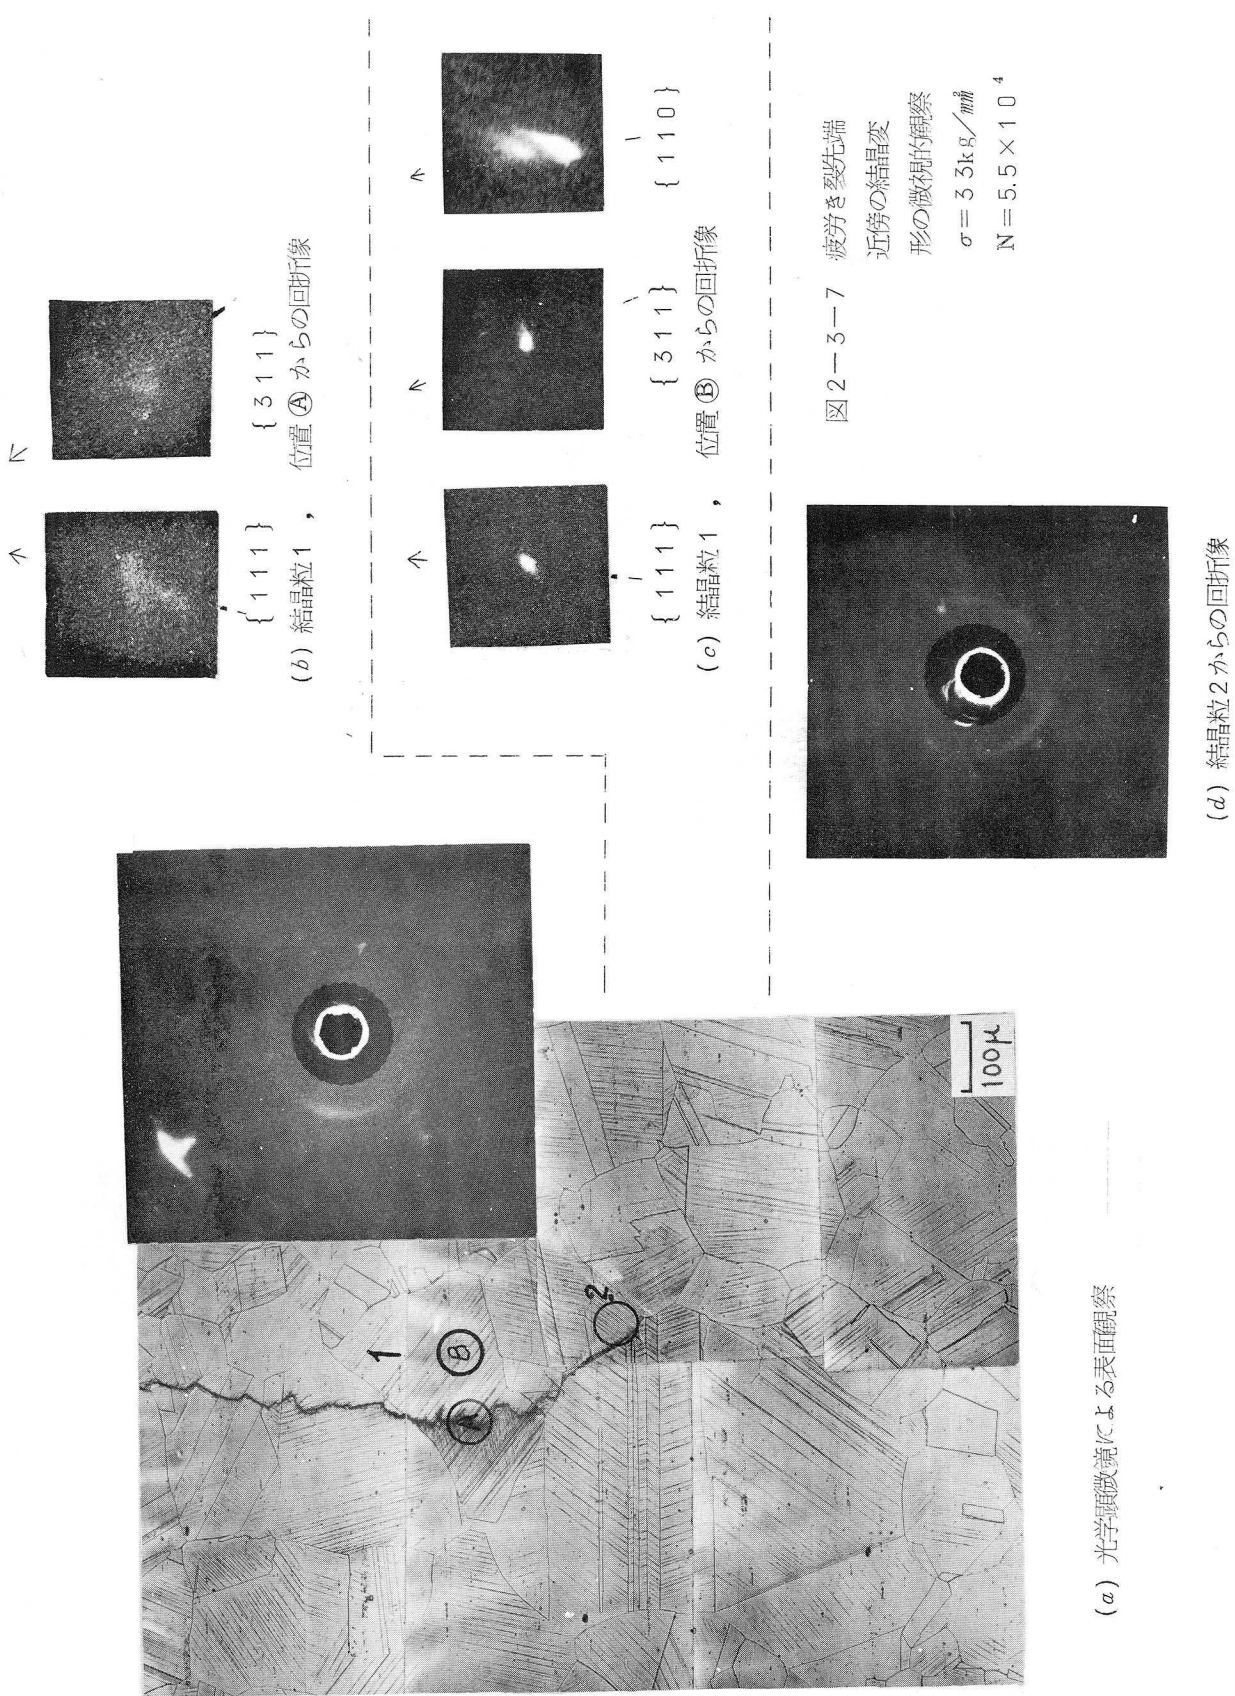 {111}
{311}
(b) 結晶粒1, 位置Ⓐからの回折像
{111}
{311}
{110}
(c) 結晶粒1, 位置Ⓑからの回折像
1
B
A
2
100μ
(a) 光学顕微鏡による表面観察
(d) 結晶粒2からの回折像
図2-3-7 疲労き裂先端
近傍の結晶変
形の微視的観察
σ=33kg/mm²
N=5.5×10⁴